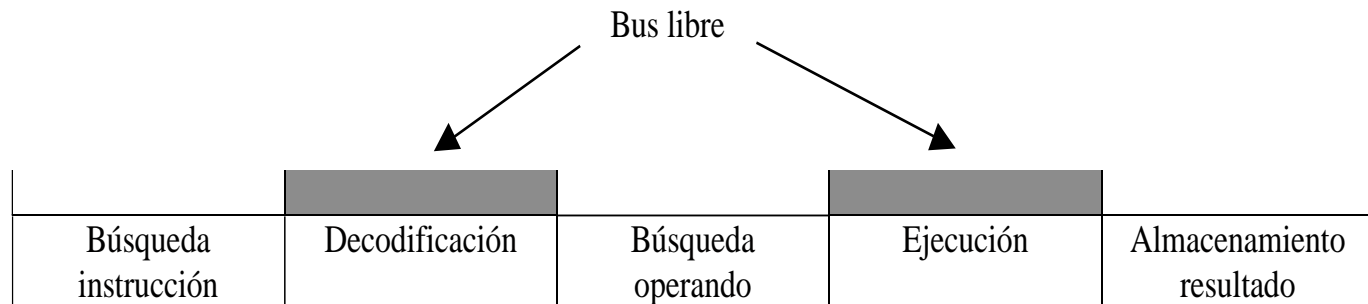 Bus libre
Búsqueda
instrucción
Decodificación
Búsqueda
operando
Ejecución
Almacenamiento
resultado